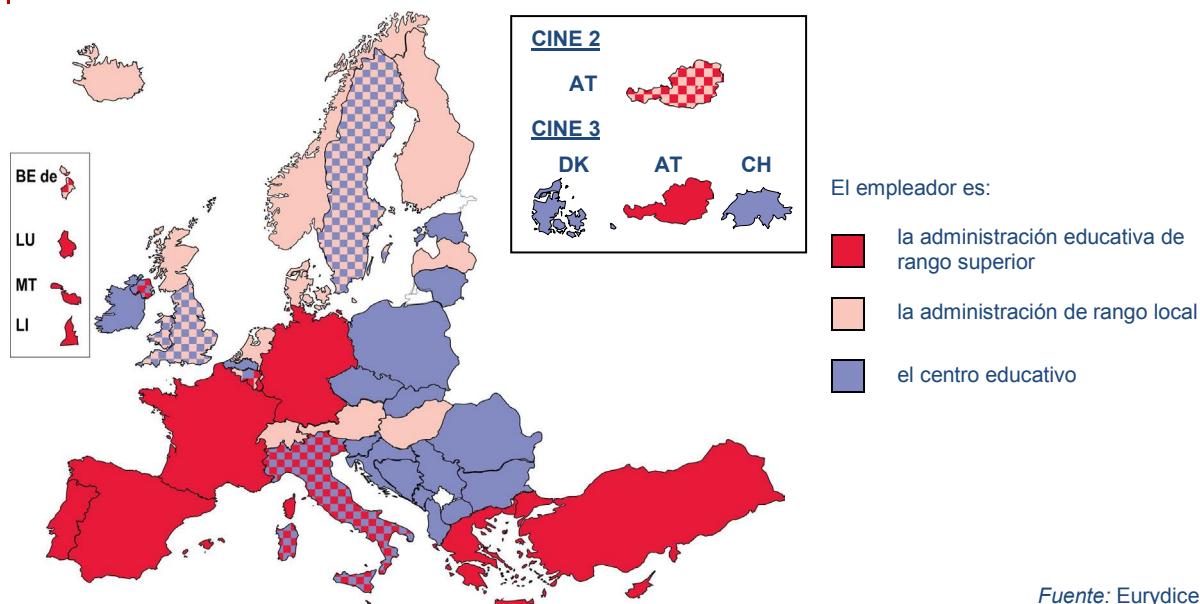 CINE 2
AT
CINE 3
DK AT CH
BE de
LU
MT
LI
El empleador es:
la administración educativa de
rango superior
la administración de rango local
el centro educativo
Fuente: Eurydice